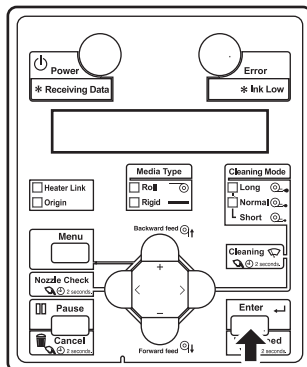 Power
Error
* Receiving Data
* Ink Low
Media Type
Roll
Rigid
Cleaning Mode
Long
Normal
Short
Heater Link
Origin
Menu
Backward feed
Cleaning
2 seconds.
Nozzle Check
2 seconds.
+
< >
−
Pause
Cancel
2 seconds.
Forward feed
Enter